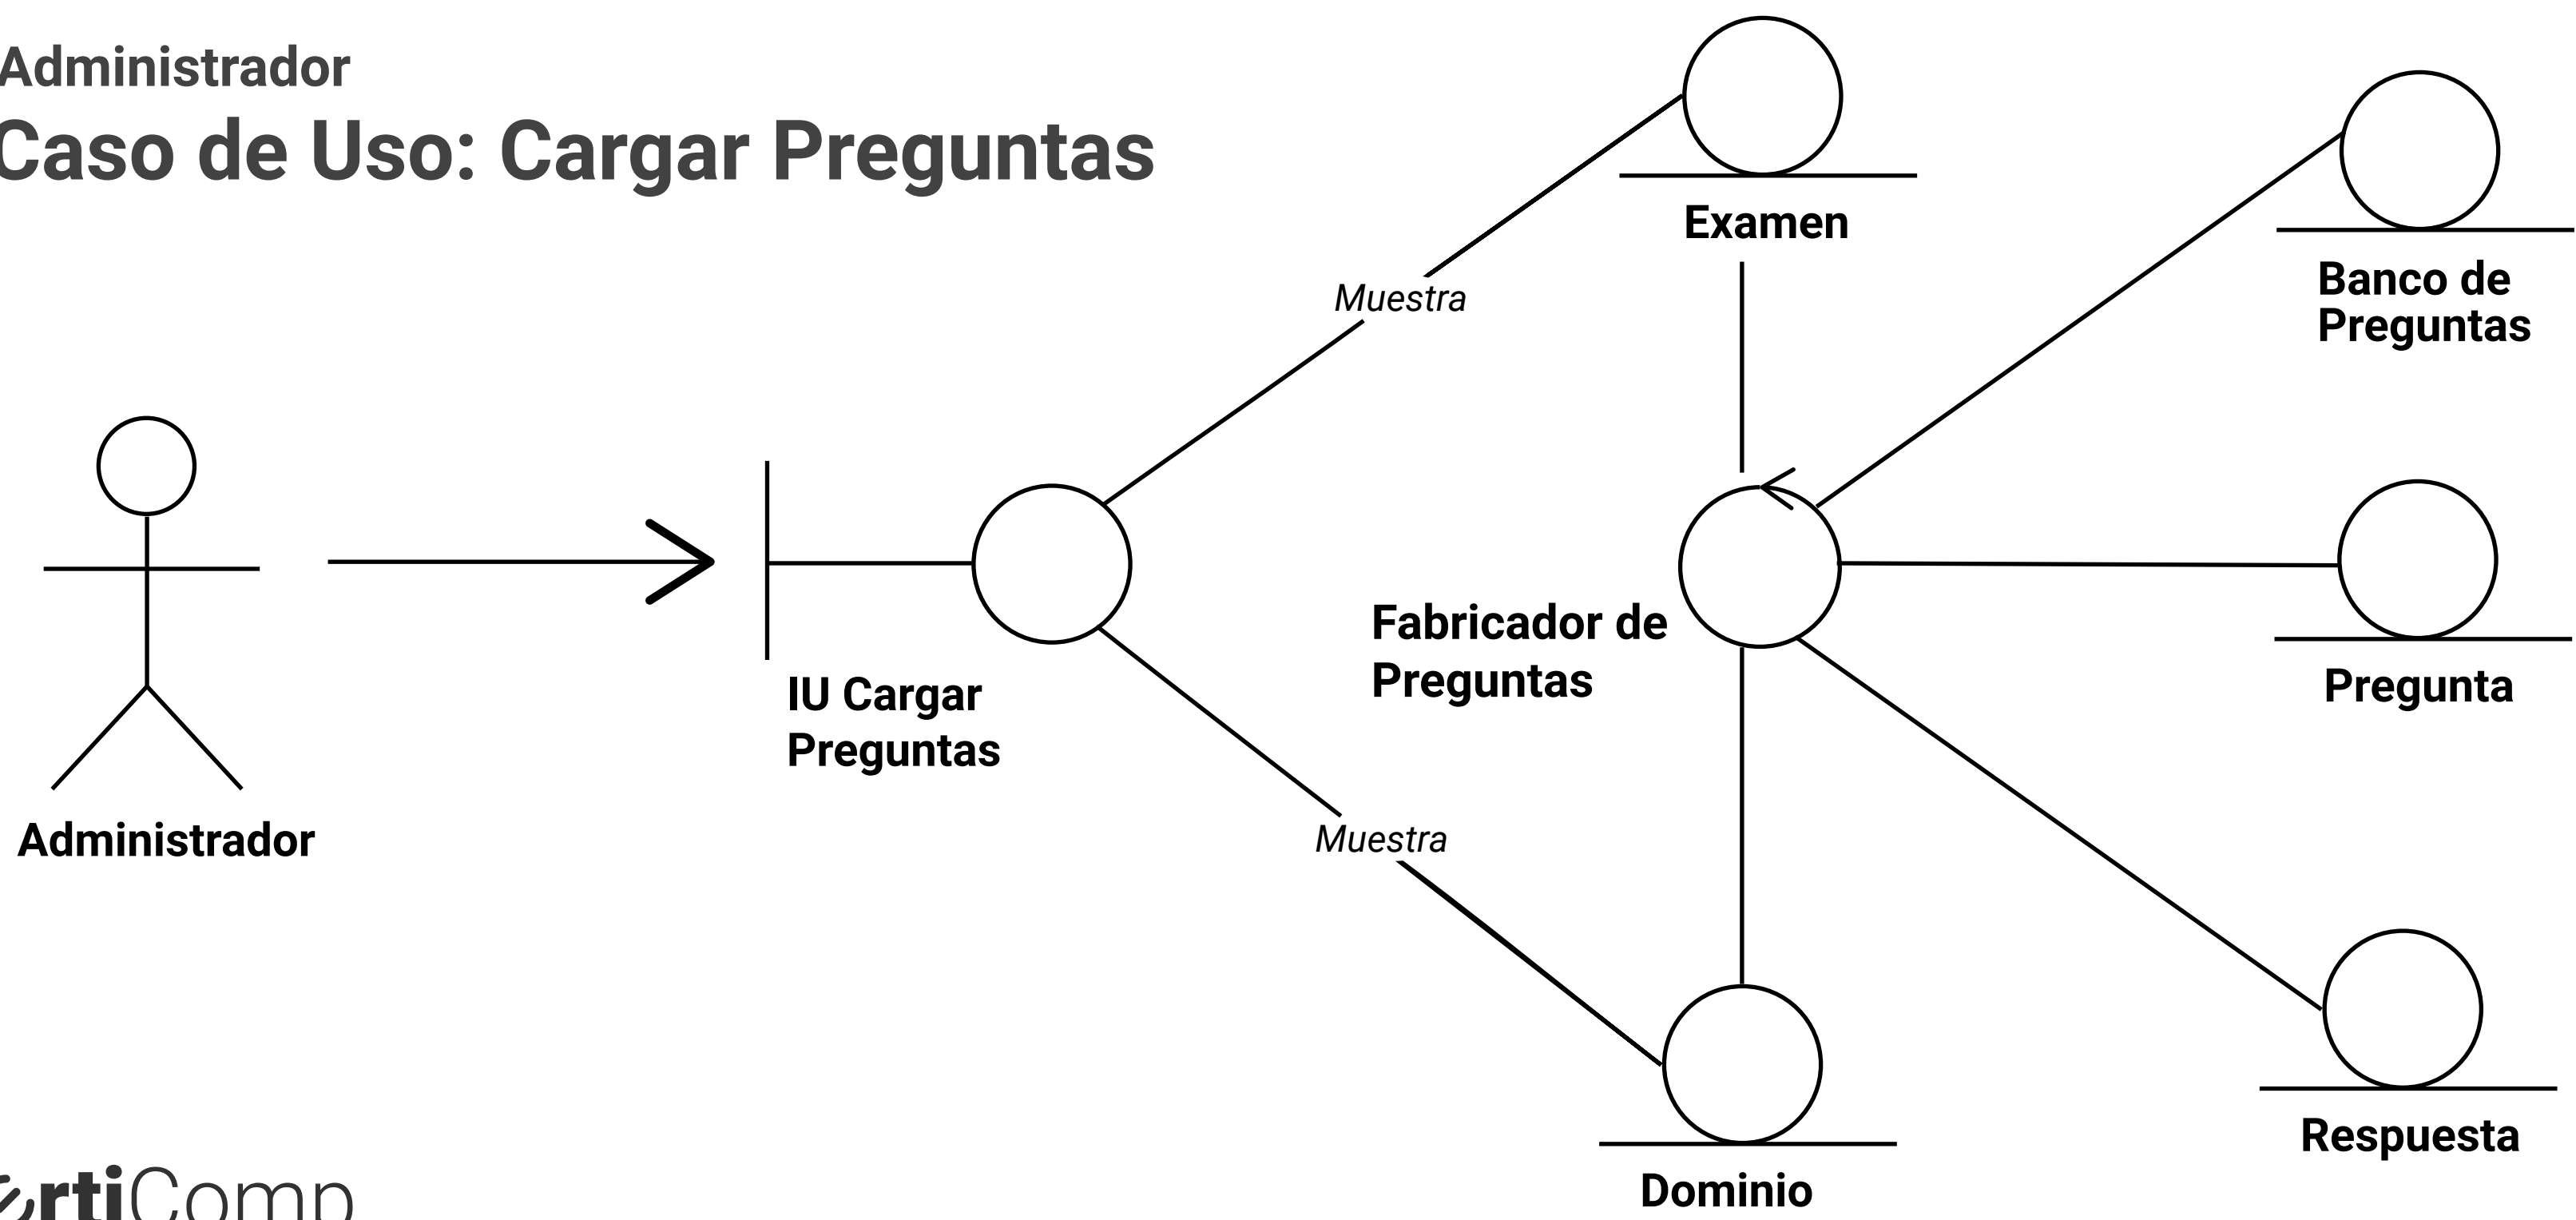 Administrador
Caso de Uso: Cargar Preguntas
Examen
Banco de
Preguntas
Muestra
Fabricador de
Preguntas
IU Cargar
Preguntas
Pregunta
Administrador
Muestra
Respuesta
Dominio
ertiComp